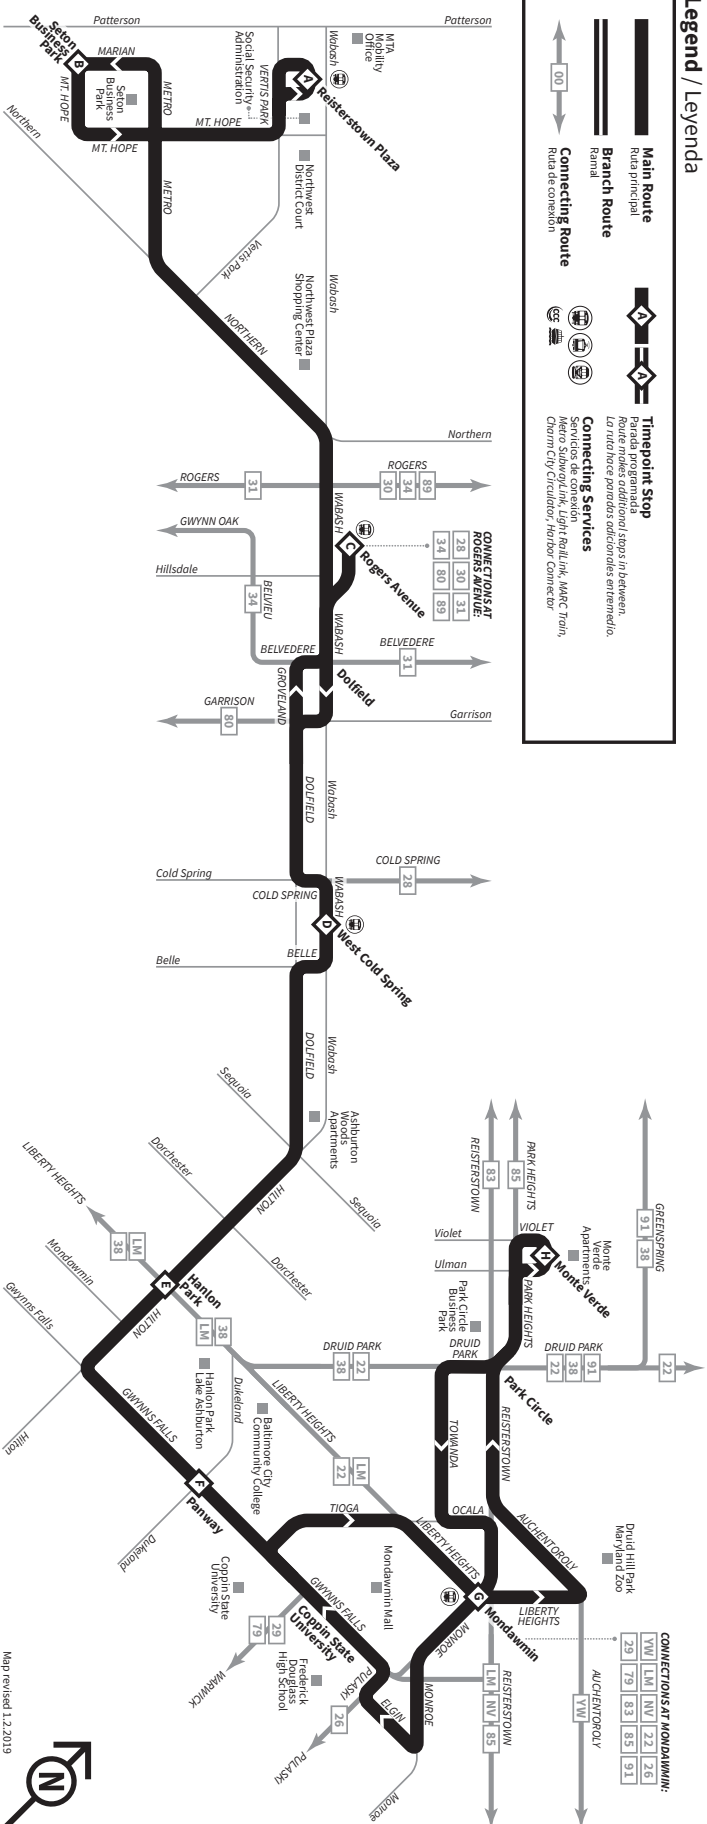 Legend / Leyenda
Main Route
Ruta principal
Branch Route
Ramal
00
Connecting Route
Ruta de conexión
A
A
Timepoint Stop
Parada programada
Route makes additional stops in between.
La ruta hace paradas adicionales entremedio.
CCC
Connecting Services
Servicios de conexión
Metro SubwayLink, Light RailLink, MARC Train,
Charm City Circulator, Harbor Connector
Patterson
Patterson
Seton
Business
Park
B
MARIAN
MT. HOPE
Seton
Business
Park
METRO
MT. HOPE
MT. HOPE
METRO
Northern
Social Security
Administration
VERTIS PARK
Wabash
MTA
Mobility
Office
A
Reisterstown Plaza
Northwest
District Court
Vertis Park
Wabash
Northwest Plaza
Shopping Center
NORTHERN
Northern
ROGERS
31
ROGERS
30
34
89
WABASH
GWYNN OAK
Hillsdale
34
BELVIEU
C
Rogers Avenue
CONNECTIONS AT
ROGERS AVENUE:
28
30
31
34
80
89
WABASH
BELVEDERE
BELVEDERE
31
Dolfield
GROVELAND
GARRISON
80
Garrison
DOLFIELD
Wabash
Cold Spring
COLD SPRING
28
COLD SPRING
WABASH
D
West Cold Spring
BELLE
Belle
DOLFIELD
Wabash
Sequoia
Sequoia
Ashburton
Woods
Apartments
HILTON
Dorchester
Dorchester
LIBERTY HEIGHTS
38
LM
Mondawmin
Gwynns Falls
E
Hanlon
Park
HILTON
LM
38
Hilton
Hanlon Park
Lake Ashburton
GWYNNS FALLS
Dukeland
Dukeland
F
Panway
Baltimore City
Community College
LIBERTY HEIGHTS
DRUID PARK
38
22
22
LM
REISTERSTOWN
83
PARK HEIGHTS
85
GREENSPRING
91
38
Violet
Ulman
VIOLET
H
Monte Verde
Monte
Verde
Apartments
PARK HEIGHTS
Park Circle
Business
Park
DRUID
PARK
DRUID PARK
22
38
91
22
Park Circle
TOWANDA
REISTERSTOWN
OCALA
AUCHENTOROLY
Druid Hill Park
Maryland Zoo
TIOGA
LIBERTY HEIGHTS
G
Mondawmin
LIBERTY
HEIGHTS
Mondawmin Mall
GWYNNS FALLS
Coppin State
University
Coppin State
University
79
29
WARWICK
Frederick
Douglass
High School
PULASKI
26
PULASKI
ELGIN
MONROE
MONROE
Monroe
REISTERSTOWN
LM
NV
85
AUCHENTOROLY
YW
CONNECTIONS AT MONDAWMIN:
YW
LM
NV
22
26
29
79
83
85
91
Map revised 1.2.2019
N